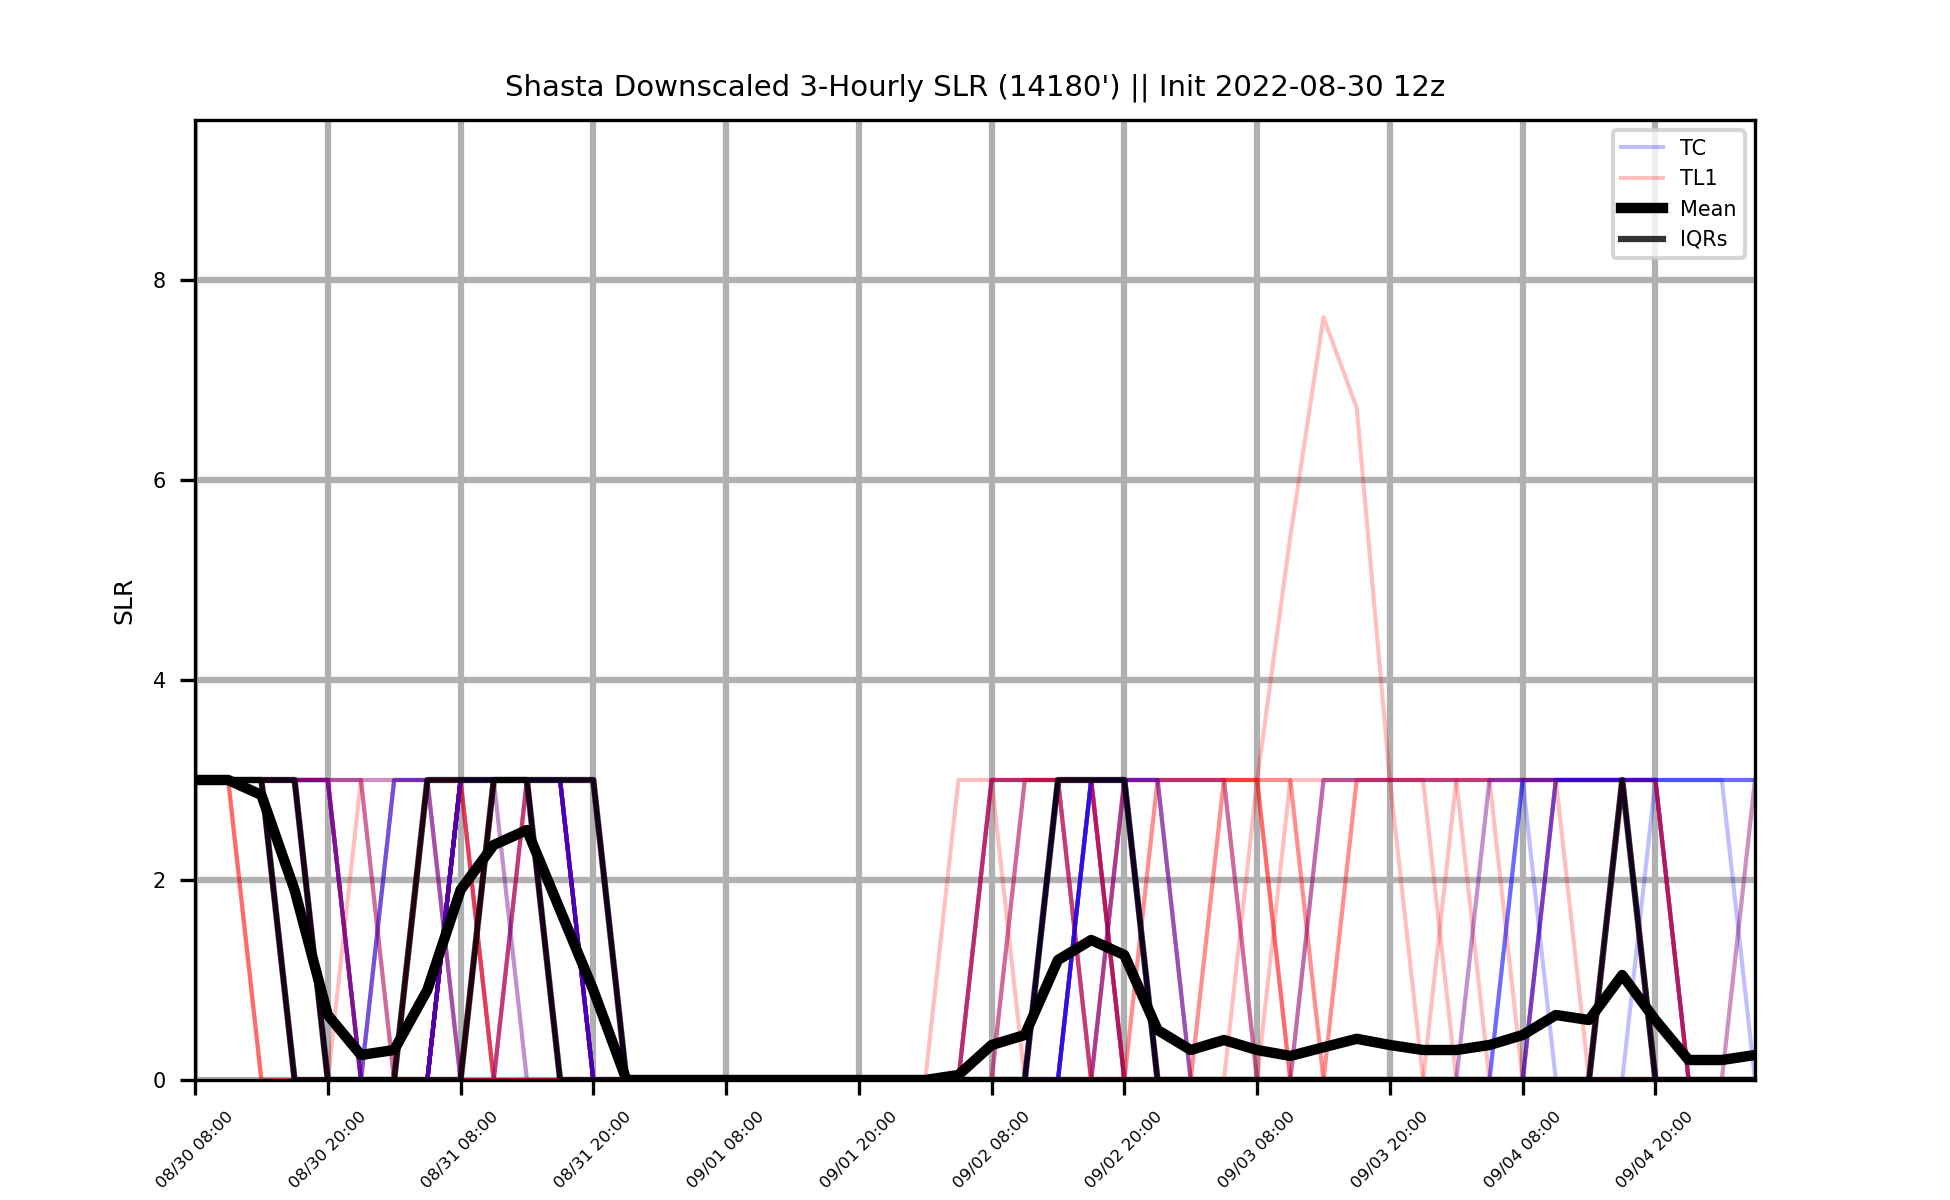 Shasta Downscaled 3-Hourly SLR (14180') || Init 2022-08-30 12z
TC
TL1
Mean
IQRs
8
6
4
2
0
SLR
08/30 08:00
08/30 20:00
08/31 08:00
08/31 20:00
09/01 08:00
09/01 20:00
09/02 08:00
09/02 20:00
09/03 08:00
09/03 20:00
09/04 08:00
09/04 20:00